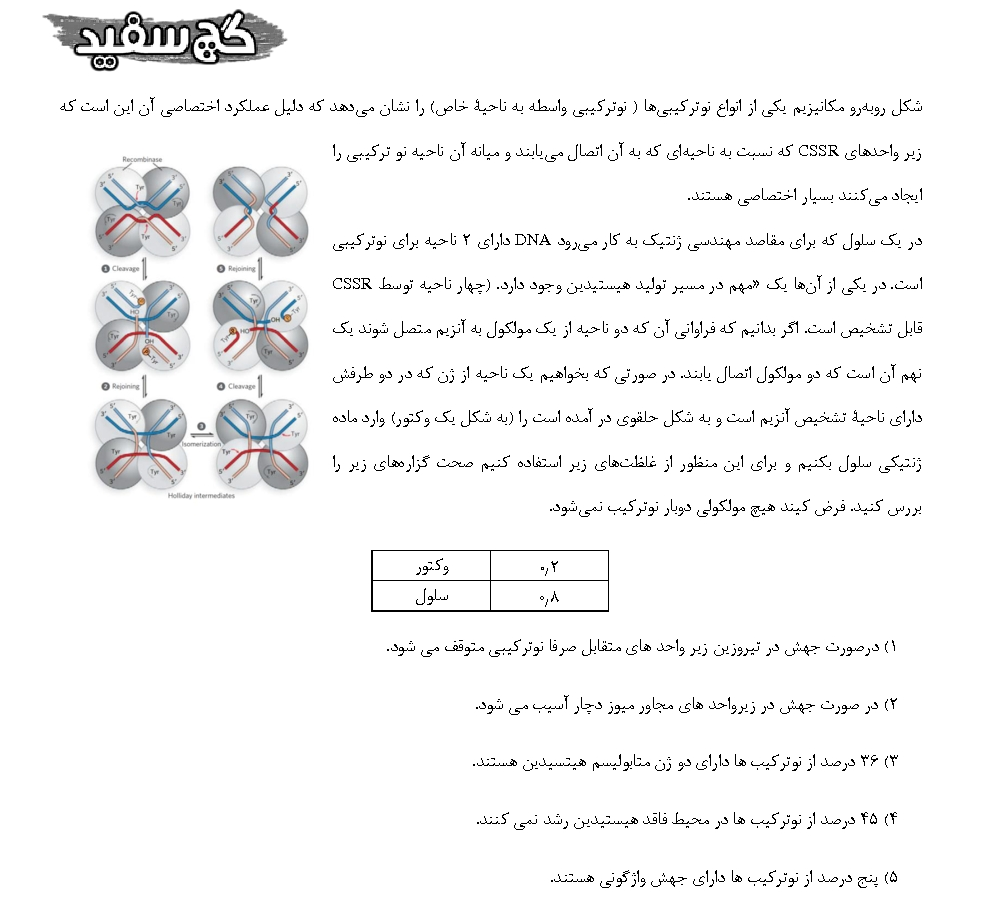 گچ سفید
شکل روبه‌رو مکانیزیم یکی از انواع نوترکیبی‌ها ( نوترکیبی واسطه به ناحیهٔ خاص) را نشان می‌دهد که دلیل عملکرد اختصاصی آن این است که
زیر واحدهای CSSR که نسبت به ناحیه‌ای که به آن اتصال می‌یابند و میانه آن ناحیه نو ترکیبی را
ایجاد می‌کنند بسیار اختصاصی هستند.
در یک سلول که برای مقاصد مهندسی ژنتیک به کار می‌رود DNA دارای ۲ ناحیه برای نوترکیبی
است. در یکی از آن‌ها یک «مهم در مسیر تولید هیستیدین وجود دارد. (چهار ناحیه توسط CSSR
قابل تشخیص است. اگر بدانیم که فراوانی آن که دو ناحیه از یک مولکول به آنزیم متصل شوند یک
نهم آن است که دو مولکول اتصال یابند. در صورتی که بخواهیم یک ناحیه از ژن که در دو طرفش
دارای ناحیهٔ تشخیص آنزیم است و به شکل حلقوی در آمده است را (به شکل یک وکتور) وارد ماده
ژنتیکی سلول بکنیم و برای این منظور از غلظت‌های زیر استفاده کنیم صحت گزاره‌های زیر را
بررس کنید. فرض کیند هیچ مولکولی دوبار نوترکیب نمی‌شود.
Recombinase
5' 3' Tyr 5' 3'
Tyr
Tyr
5' 3' Tyr 5' 3'
1 Cleavage
5 Rejoining
HO
OH
Tyr
2 Rejoining
4 Cleavage
3
Isomerization
Holliday intermediates
وکتور ۰٫۲
سلول ۰٫۸
۱) درصورت جهش در تیروزین زیر واحد های متقابل صرفا نوترکیبی متوقف می شود.
۲) در صورت جهش در زیرواحد های مجاور میوز دچار آسیب می شود.
۳) ۳۶ درصد از نوترکیب ها دارای دو ژن متابولیسم هیتسیدین هستند.
۴) ۴۵ درصد از نوترکیب ها در محیط فاقد هیستیدین رشد نمی کنند.
۵) پنج درصد از نوترکیب ها دارای جهش واژگونی هستند.